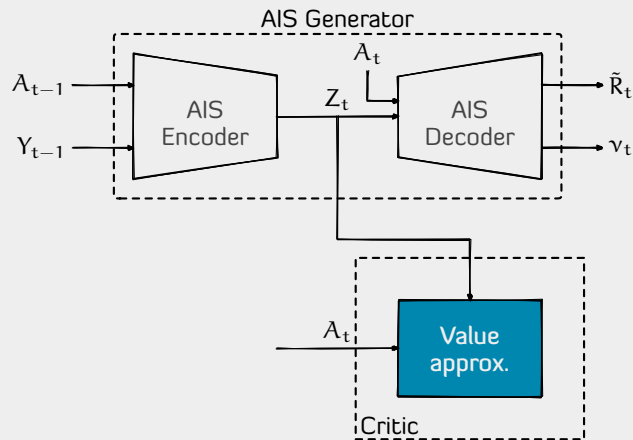 AIS Generator
A_{t−1}
Y_{t−1}
AIS
Encoder
Z_t
A_t
AIS
Decoder
R̃_t
ν_t
A_t
Value
approx.
Critic